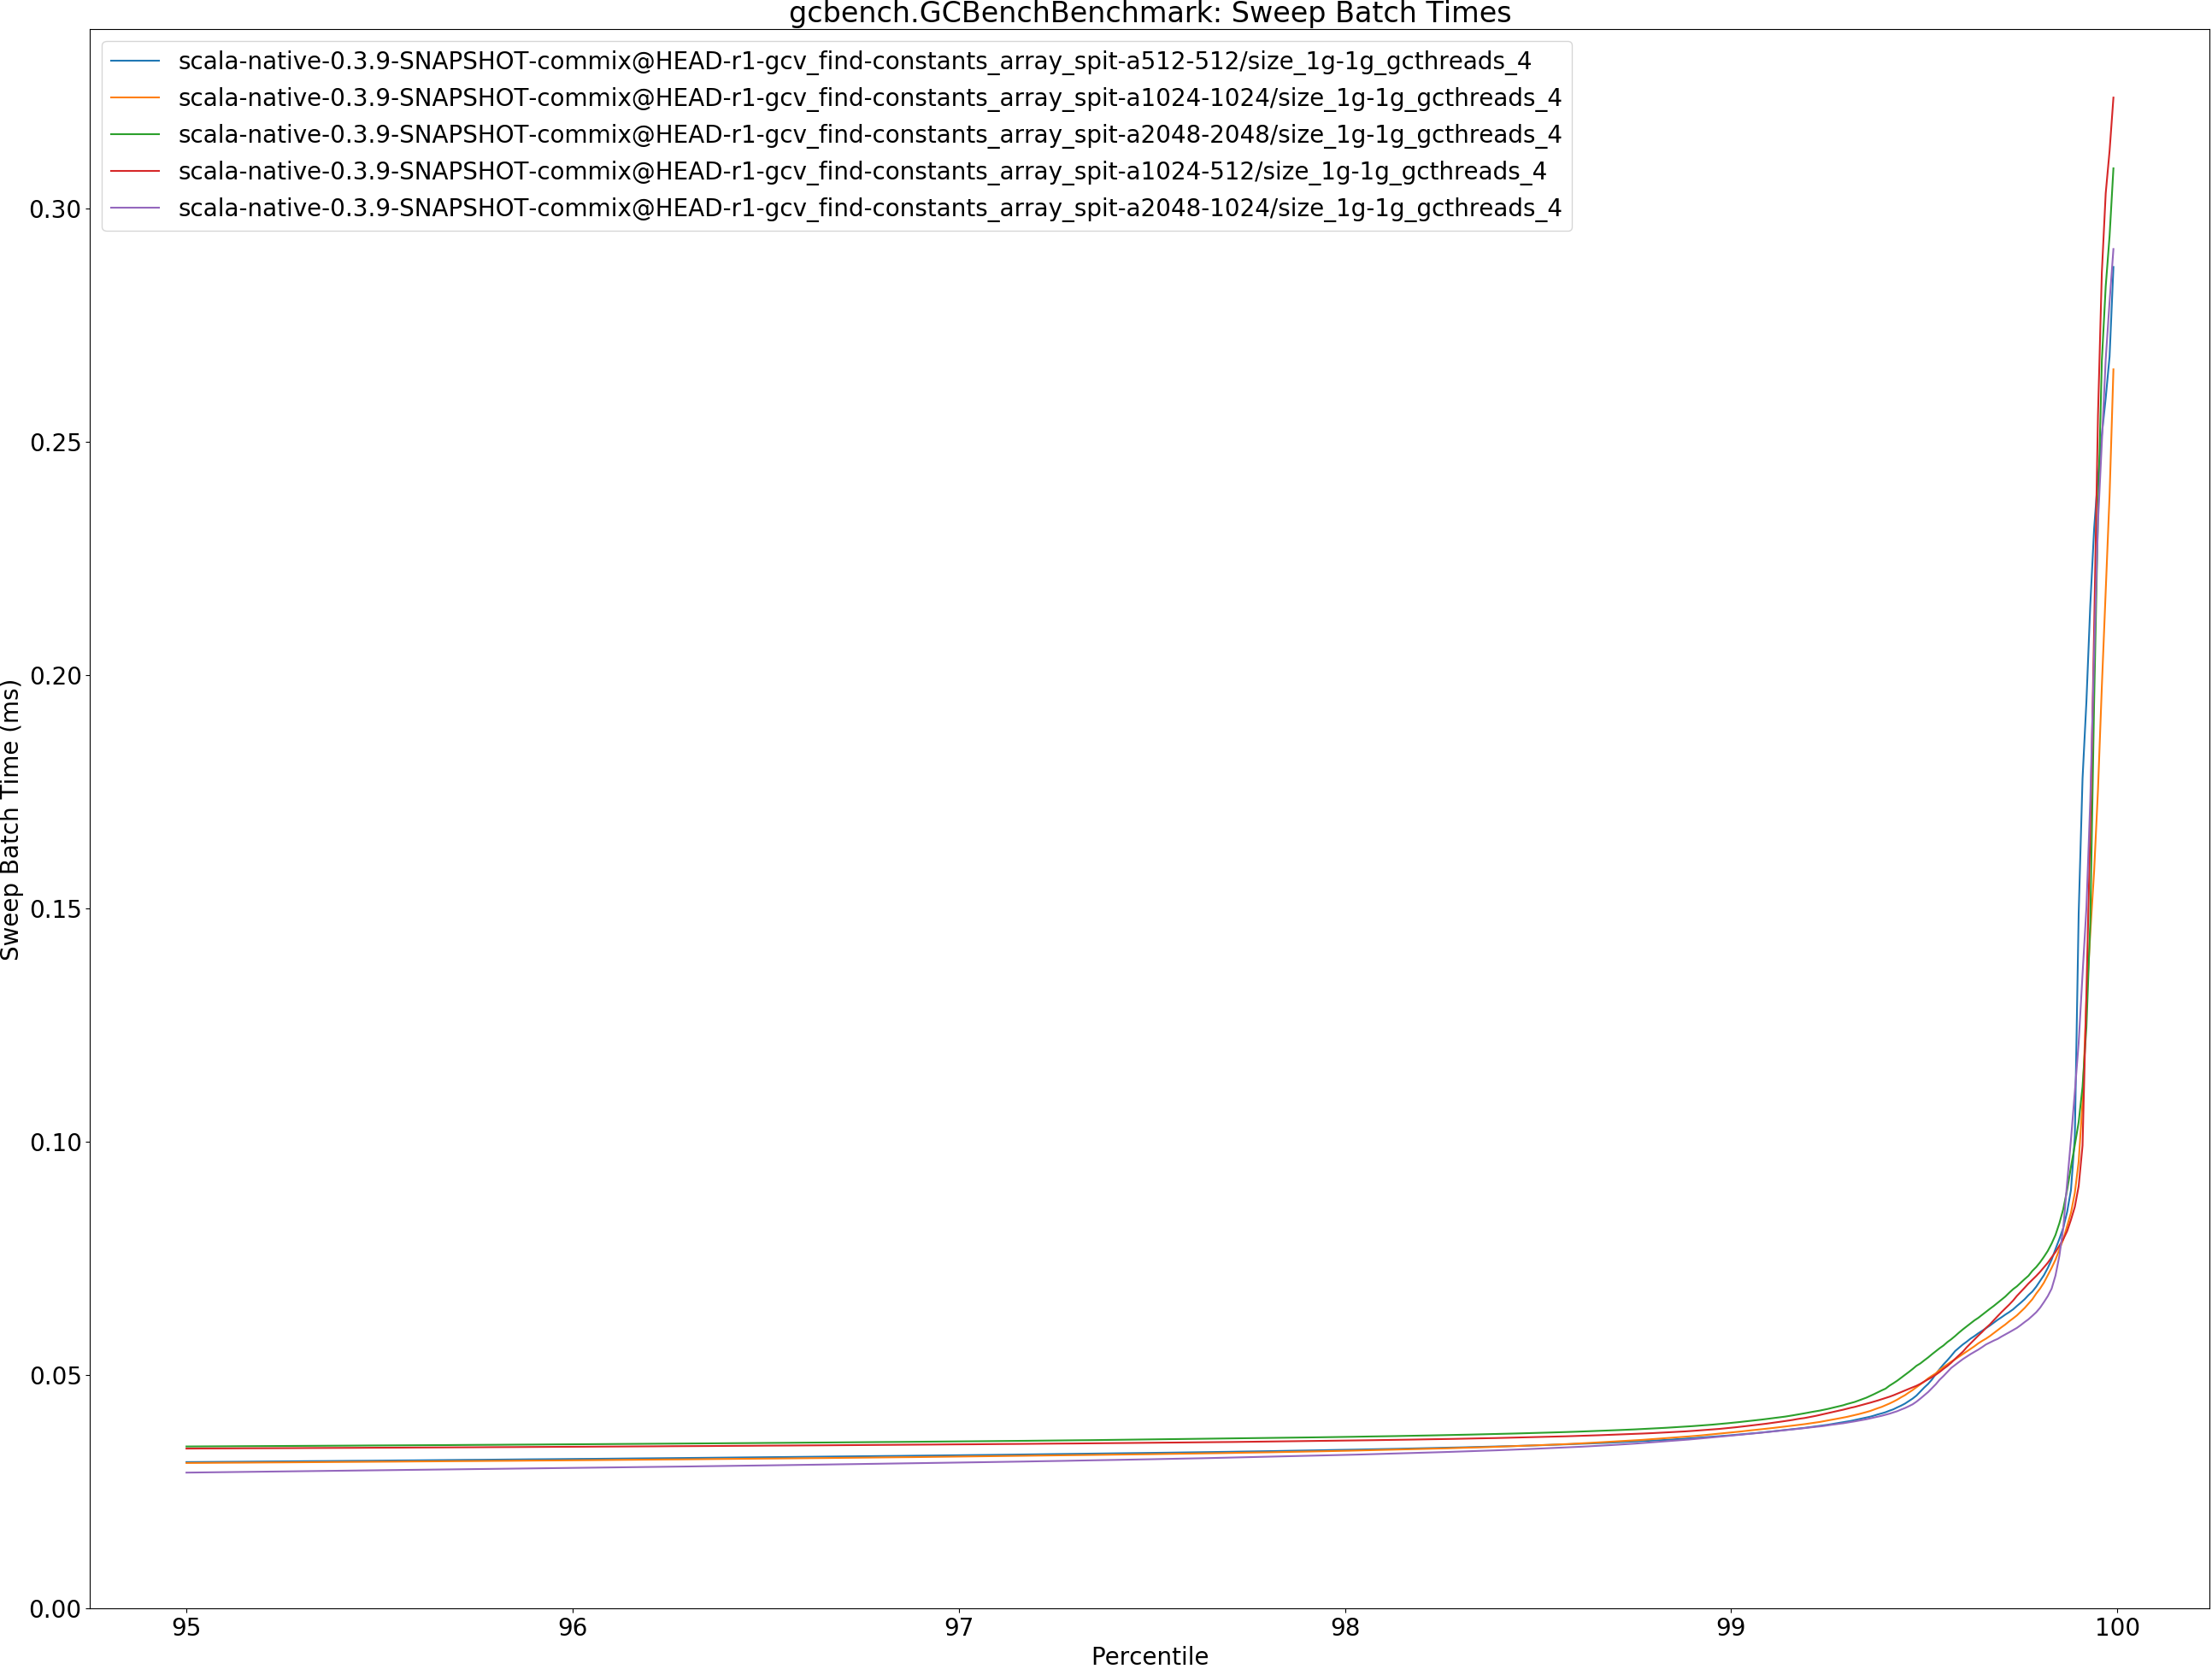 gcbench.GCBenchBenchmark: Sweep Batch Times
scala-native-0.3.9-SNAPSHOT-commix@HEAD-r1-gcv_find-constants_array_spit-a512-512/size_1g-1g_gcthreads_4
scala-native-0.3.9-SNAPSHOT-commix@HEAD-r1-gcv_find-constants_array_spit-a1024-1024/size_1g-1g_gcthreads_4
scala-native-0.3.9-SNAPSHOT-commix@HEAD-r1-gcv_find-constants_array_spit-a2048-2048/size_1g-1g_gcthreads_4
scala-native-0.3.9-SNAPSHOT-commix@HEAD-r1-gcv_find-constants_array_spit-a1024-512/size_1g-1g_gcthreads_4
scala-native-0.3.9-SNAPSHOT-commix@HEAD-r1-gcv_find-constants_array_spit-a2048-1024/size_1g-1g_gcthreads_4
Sweep Batch Time (ms)
0.30
0.25
0.20
0.15
0.10
0.05
0.00
95 96 97 98 99 100
Percentile